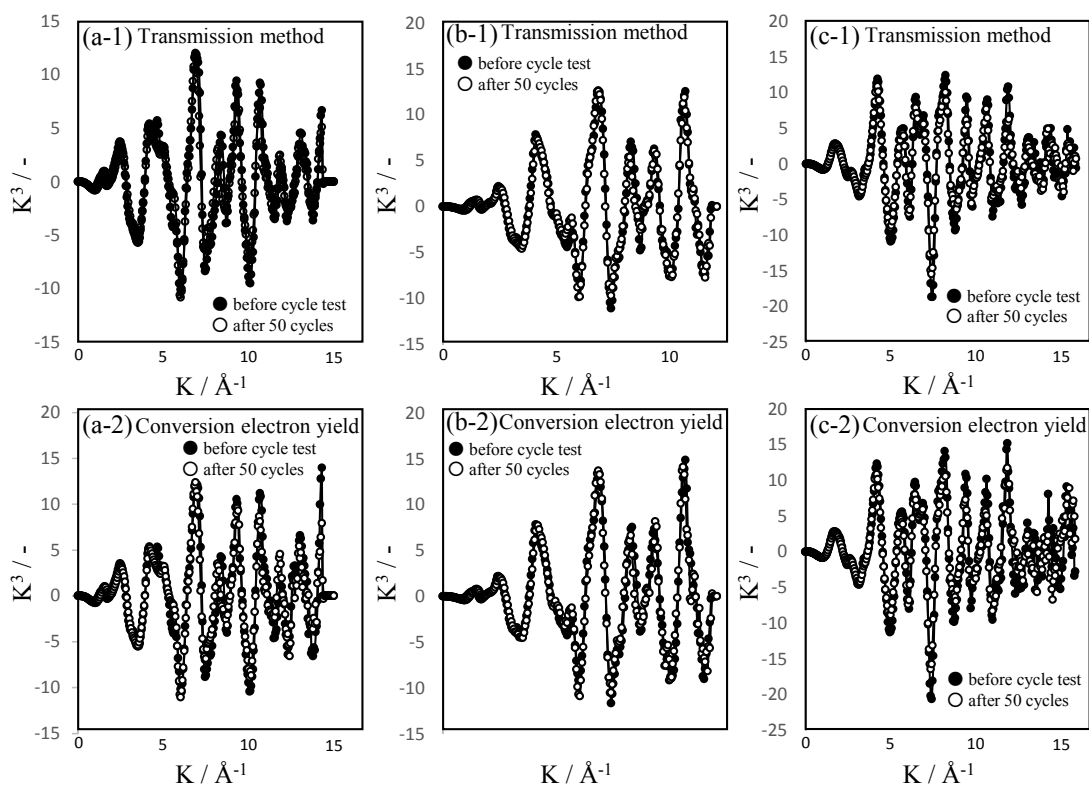 (a-1) Transmission method
15
10
5
0
-5
-10
-15
K³ / -
before cycle test
after 50 cycles
0 5 10 15
K / Å⁻¹
(b-1) Transmission method
before cycle test
after 50 cycles
20
15
10
5
0
-5
-10
-15
K³ / -
0 5 10
K / Å⁻¹
(c-1) Transmission method
20
15
10
5
0
-5
-10
-15
-20
-25
K³ / -
before cycle test
after 50 cycles
0 5 10 15
K / Å⁻¹
(a-2) Conversion electron yield
before cycle test
after 50 cycles
20
15
10
5
0
-5
-10
-15
K³ / -
0 5 10 15
K / Å⁻¹
(b-2) Conversion electron yield
before cycle test
after 50 cycles
20
15
10
5
0
-5
-10
-15
K³ / -
K / Å⁻¹
(c-2) Conversion electron yield
20
15
10
5
0
-5
-10
-15
-20
-25
K³ / -
before cycle test
after 50 cycles
0 5 10 15
K / Å⁻¹